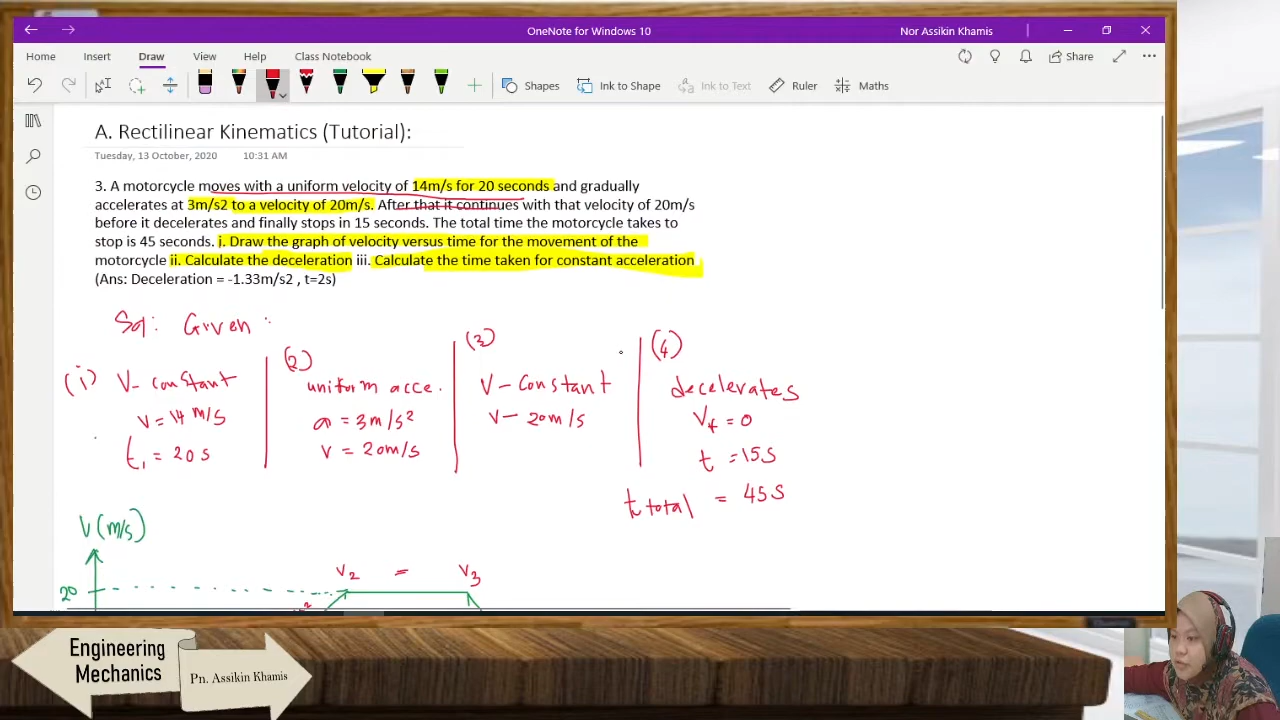 OneNote for Windows 10
Nor Assikin Khamis
Home Insert Draw View Help Class Notebook
Share
Shapes Ink to Shape Ink to Text Ruler Maths
A. Rectilinear Kinematics (Tutorial):
Tuesday, 13 October, 2020 10:31 AM
3. A motorcycle moves with a uniform velocity of 14m/s for 20 seconds and gradually
accelerates at 3m/s2 to a velocity of 20m/s. After that it continues with that velocity of 20m/s
before it decelerates and finally stops in 15 seconds. The total time the motorcycle takes to
stop is 45 seconds. i. Draw the graph of velocity versus time for the movement of the
motorcycle ii. Calculate the deceleration iii. Calculate the time taken for constant acceleration
(Ans: Deceleration = -1.33m/s2 , t=2s)
Given :
(i) V - constant
V = 14 m/s
t₁ = 20 s
(2)
uniform acce.
a = 3m/s²
V = 20m/s
(3)
V - constant
V - 20m/s
(4)
decelerates
Vf = 0
t = 15s
t total = 45s
V (m/s)
20
V₂ = V₃
Engineering
Mechanics
Pn. Assikin Khamis